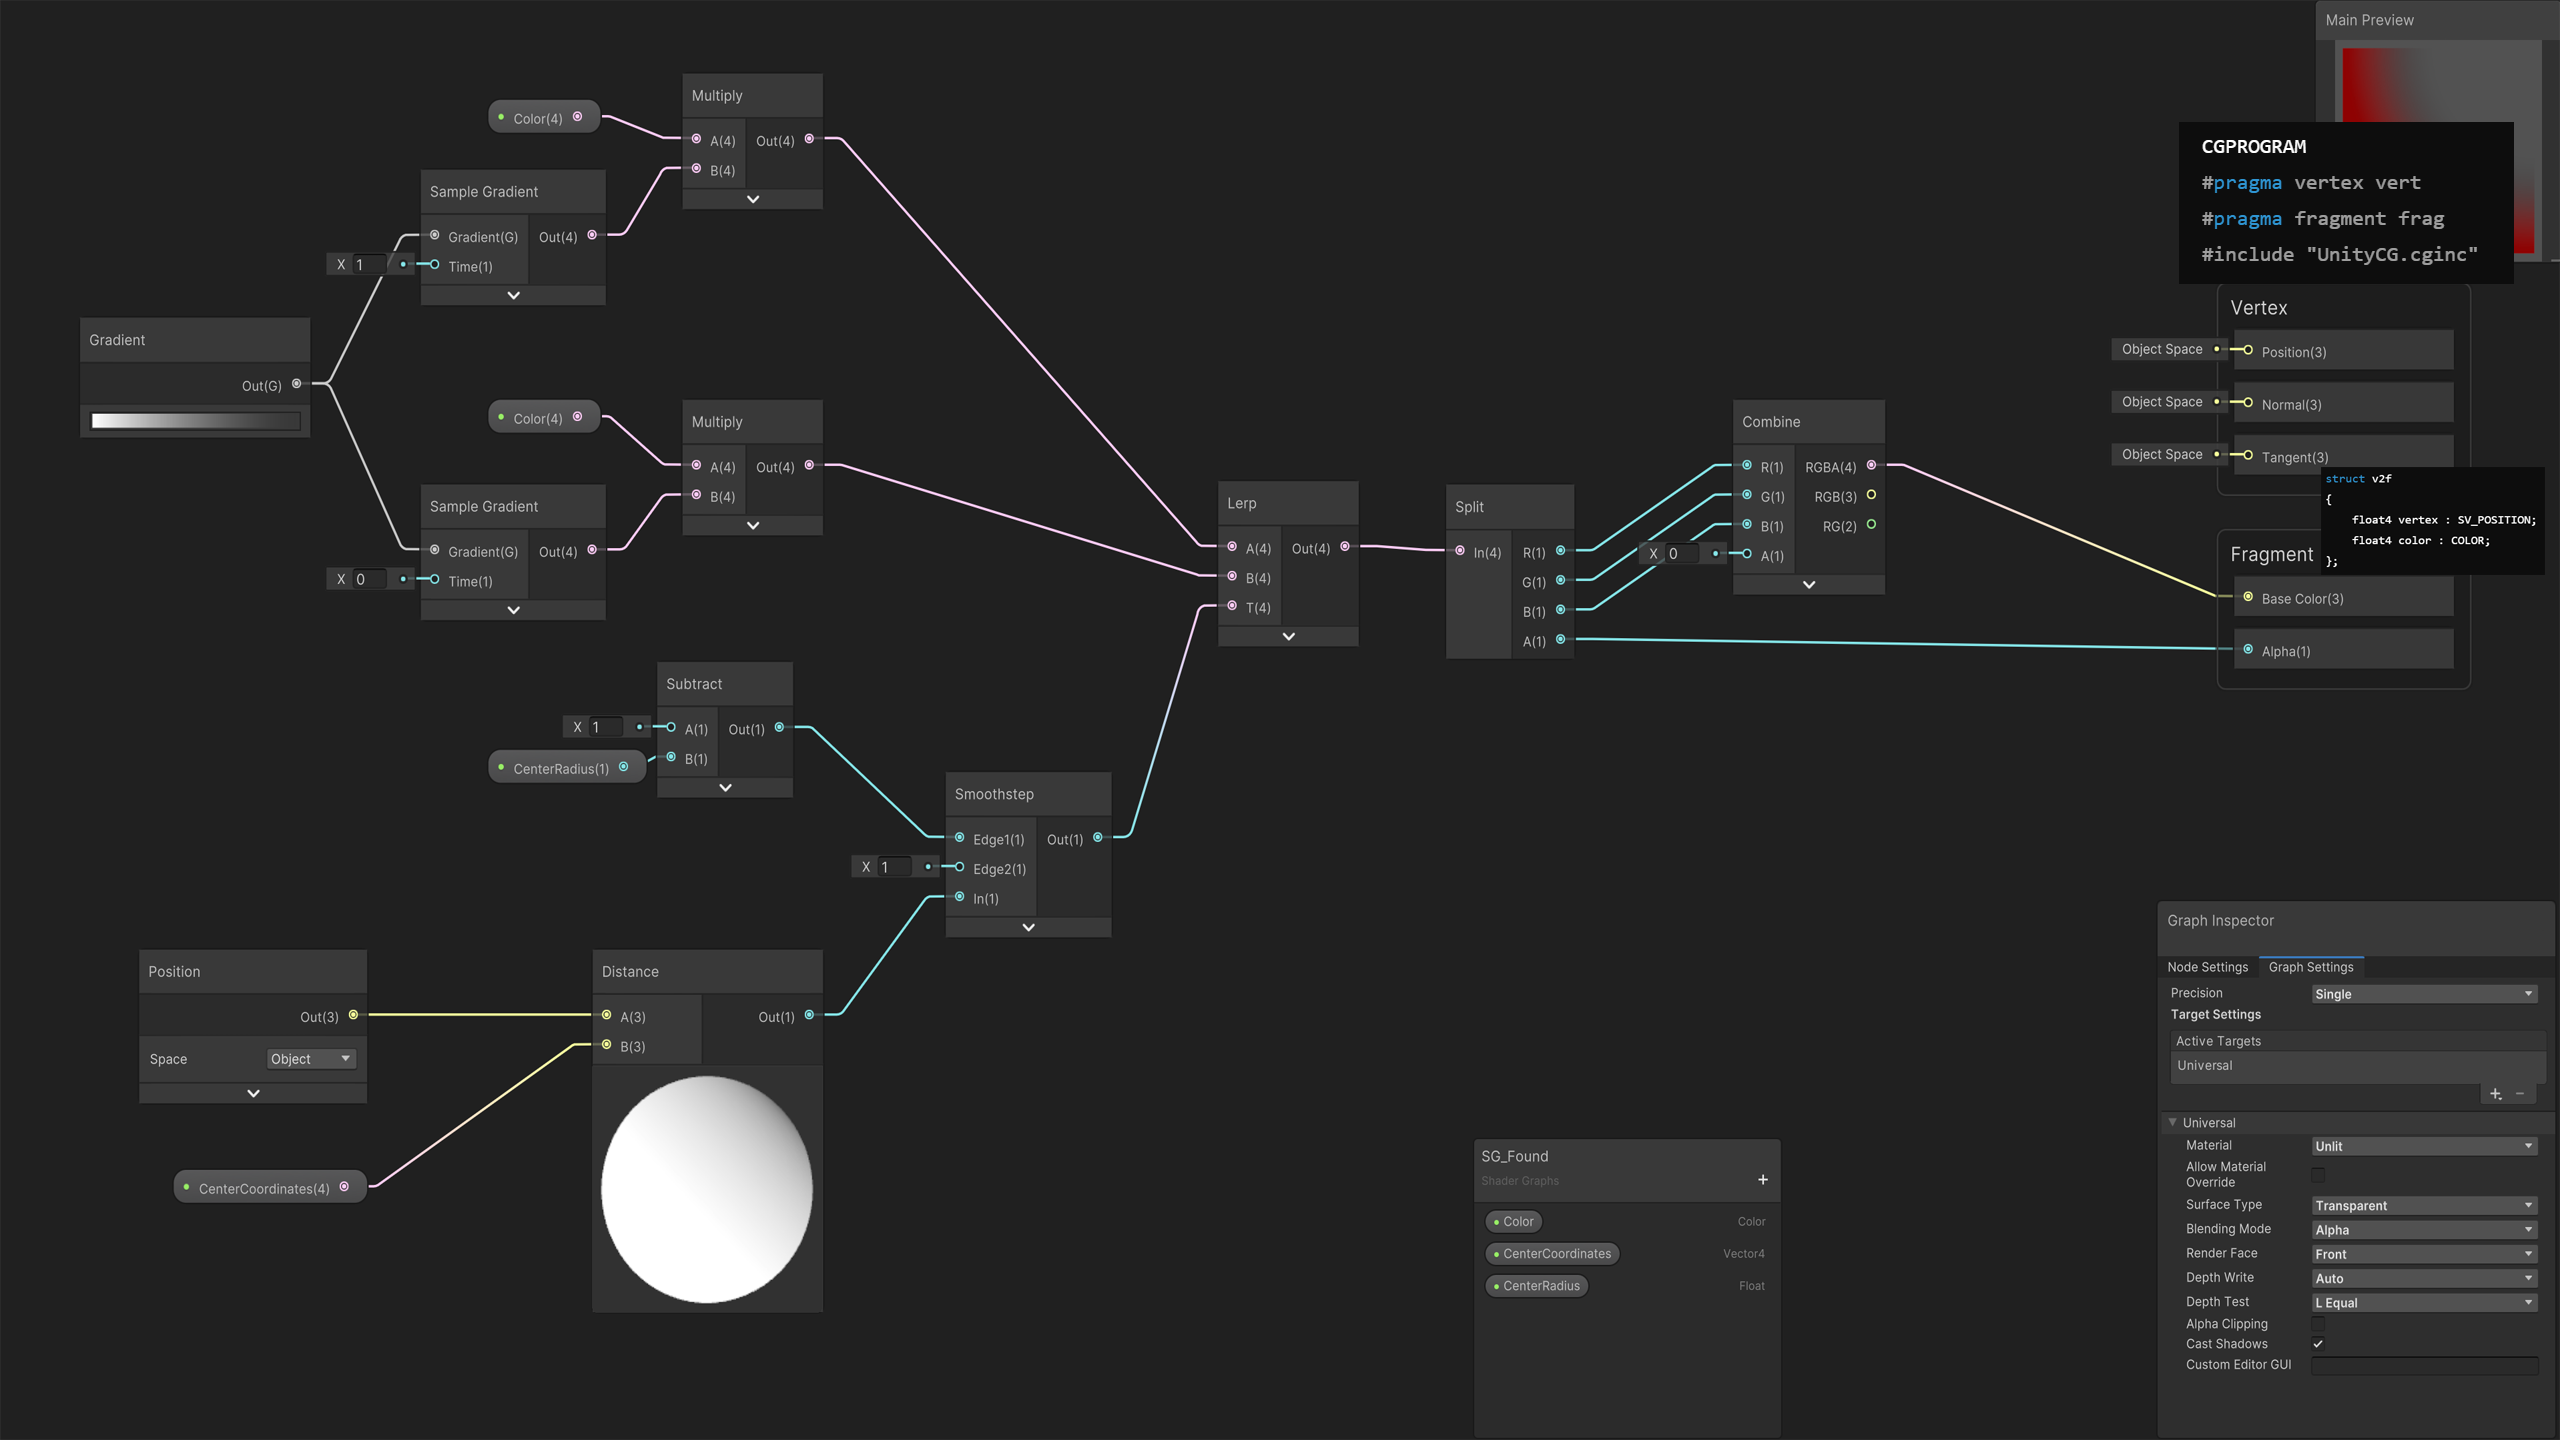 Main Preview
CGPROGRAM
#pragma vertex vert
#pragma fragment frag
#include "UnityCG.cginc"
Multiply
A(4) Out(4)
B(4)
Color(4)
Sample Gradient
Gradient(G) Out(4)
Time(1)
X 1
Gradient
Out(G)
Color(4)
Multiply
A(4) Out(4)
B(4)
Sample Gradient
Gradient(G) Out(4)
Time(1)
X 0
Subtract
A(1) Out(1)
B(1)
X 1
CenterRadius(1)
Smoothstep
Edge1(1) Out(1)
Edge2(1)
In(1)
X 1
Position
Out(3)
Space Object
CenterCoordinates(4)
Distance
A(3) Out(1)
B(3)
Lerp
A(4) Out(4)
B(4)
T(4)
Split
In(4) R(1)
G(1)
B(1)
A(1)
Combine
R(1) RGBA(4)
G(1) RGB(3)
B(1) RG(2)
A(1)
X 0
Vertex
Object Space Position(3)
Object Space Normal(3)
Object Space Tangent(3)
struct v2f
{
float4 vertex : SV_POSITION;
float4 color : COLOR;
};
Fragment
Base Color(3)
Alpha(1)
SG_Found
Shader Graphs
+
Color Color
CenterCoordinates Vector4
CenterRadius Float
Graph Inspector
Node Settings Graph Settings
Precision Single
Target Settings
Active Targets
Universal
+ −
Universal
Material Unlit
Allow Material
Override
Surface Type Transparent
Blending Mode Alpha
Render Face Front
Depth Write Auto
Depth Test L Equal
Alpha Clipping
Cast Shadows
Custom Editor GUI